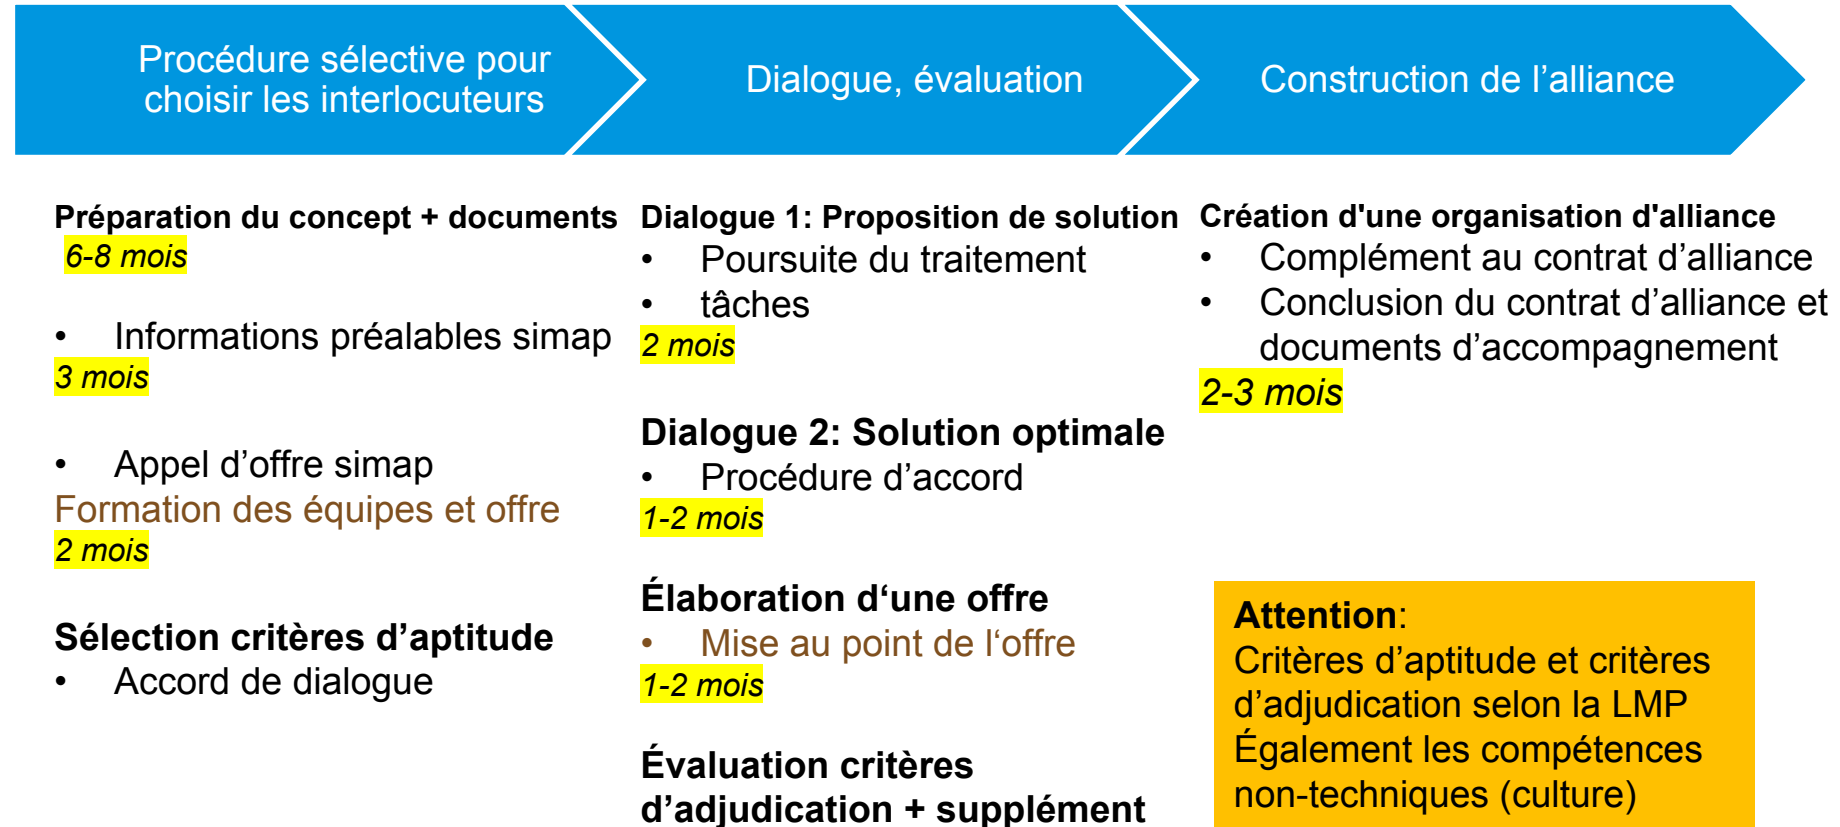 Procédure sélective pour
choisir les interlocuteurs
Dialogue, évaluation
Construction de l’alliance
Préparation du concept + documents
6-8 mois
• Informations préalables simap
3 mois
• Appel d’offre simap
Formation des équipes et offre
2 mois
Sélection critères d’aptitude
• Accord de dialogue
Dialogue 1: Proposition de solution
• Poursuite du traitement
• tâches
2 mois
Dialogue 2: Solution optimale
• Procédure d’accord
1-2 mois
Élaboration d‘une offre
• Mise au point de l‘offre
1-2 mois
Évaluation critères
d’adjudication + supplément
Création d'une organisation d'alliance
• Complément au contrat d’alliance
• Conclusion du contrat d’alliance et
documents d’accompagnement
2-3 mois
Attention:
Critères d’aptitude et critères
d’adjudication selon la LMP
Également les compétences
non-techniques (culture)